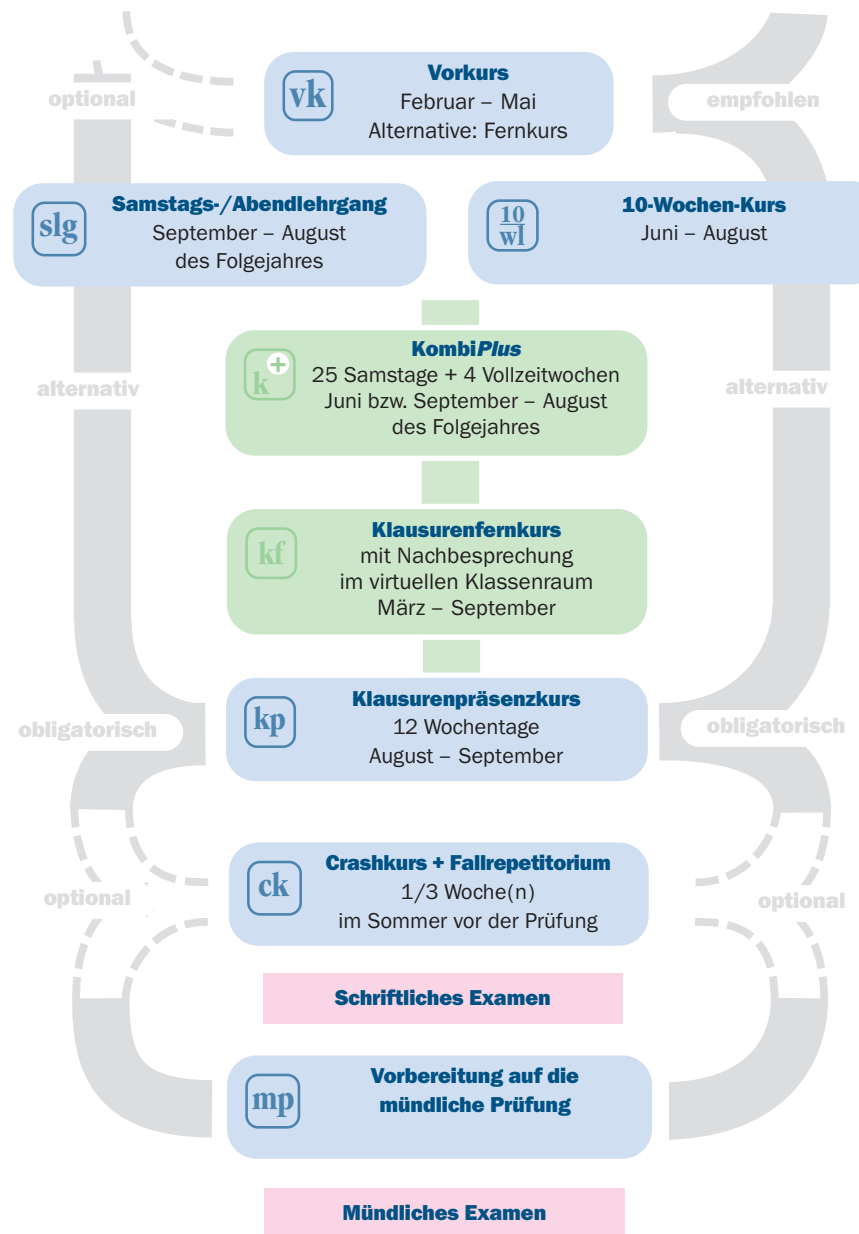 vk
Vorkurs
Februar – Mai
Alternative: Fernkurs
optional
empfohlen
slg
Samstags-/Abendlehrgang
September – August
des Folgejahres
10
wl
10-Wochen-Kurs
Juni – August
k+
KombiPlus
25 Samstage + 4 Vollzeitwochen
Juni bzw. September – August
des Folgejahres
alternativ
alternativ
kf
Klausurenfernkurs
mit Nachbesprechung
im virtuellen Klassenraum
März – September
kp
Klausurenpräsenzkurs
12 Wochentage
August – September
obligatorisch
obligatorisch
ck
Crashkurs + Fallrepetitorium
1/3 Woche(n)
im Sommer vor der Prüfung
optional
optional
Schriftliches Examen
mp
Vorbereitung auf die
mündliche Prüfung
Mündliches Examen